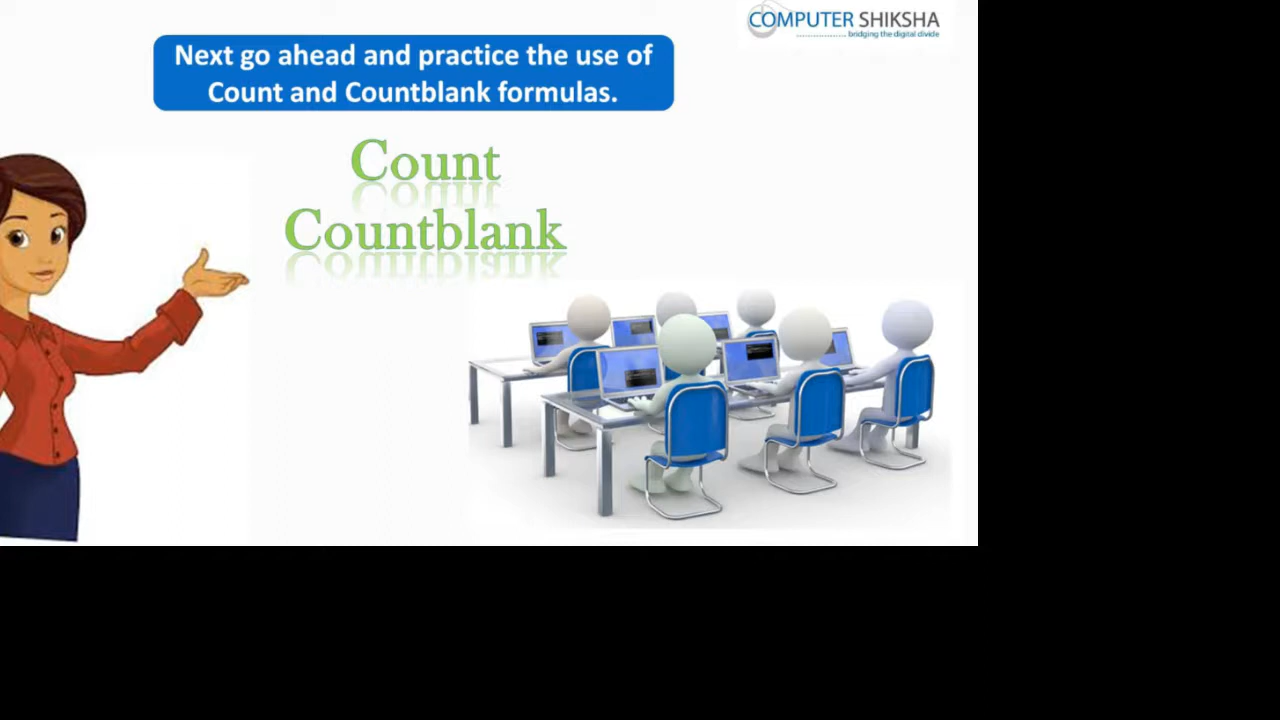 COMPUTER SHIKSHA
bridging the digital divide
Next go ahead and practice the use of
Count and Countblank formulas.
Count
Countblank